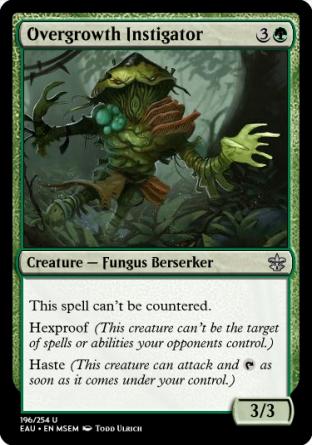 Overgrowth Instigator 3
Creature — Fungus Berserker
This spell can't be countered.
Hexproof (This creature can't be the target
of spells or abilities your opponents control.)
Haste (This creature can attack and
as soon as it comes under your control.)
3/3
196/254 U
EAU • EN MSEM Todd Ulrich